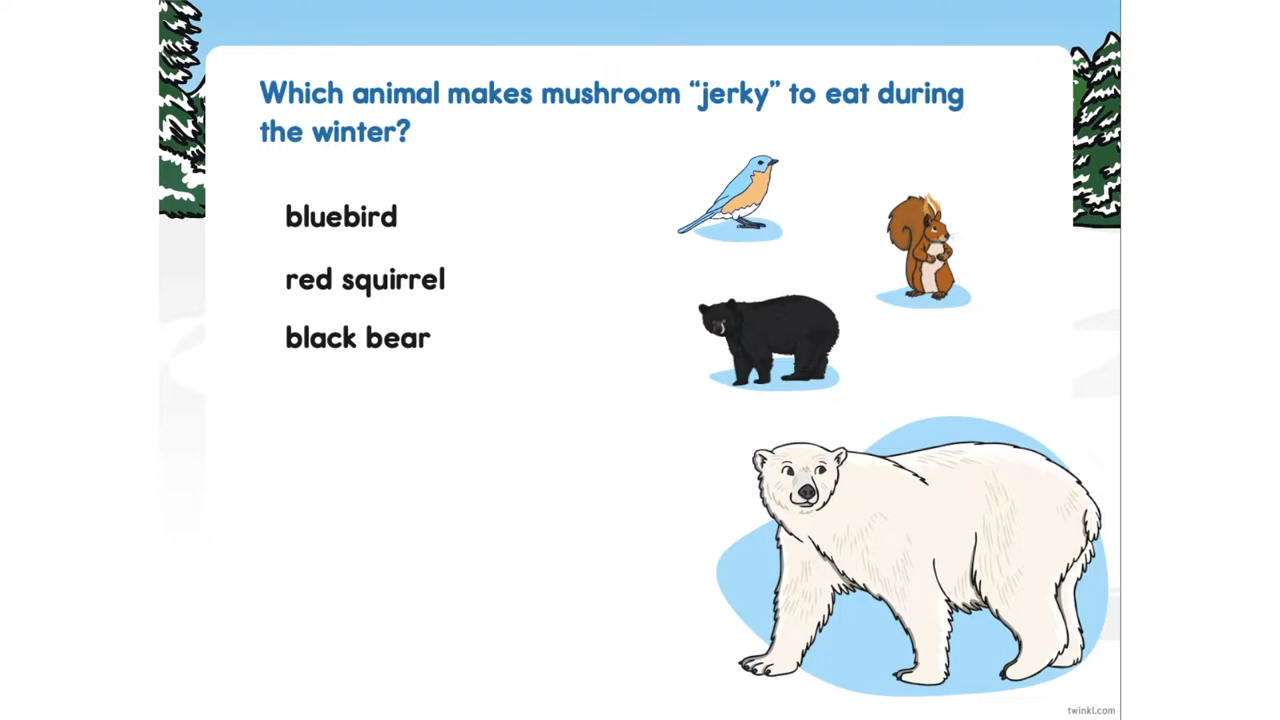 Which animal makes mushroom “jerky” to eat during
the winter?
bluebird
red squirrel
black bear
twinkl.com